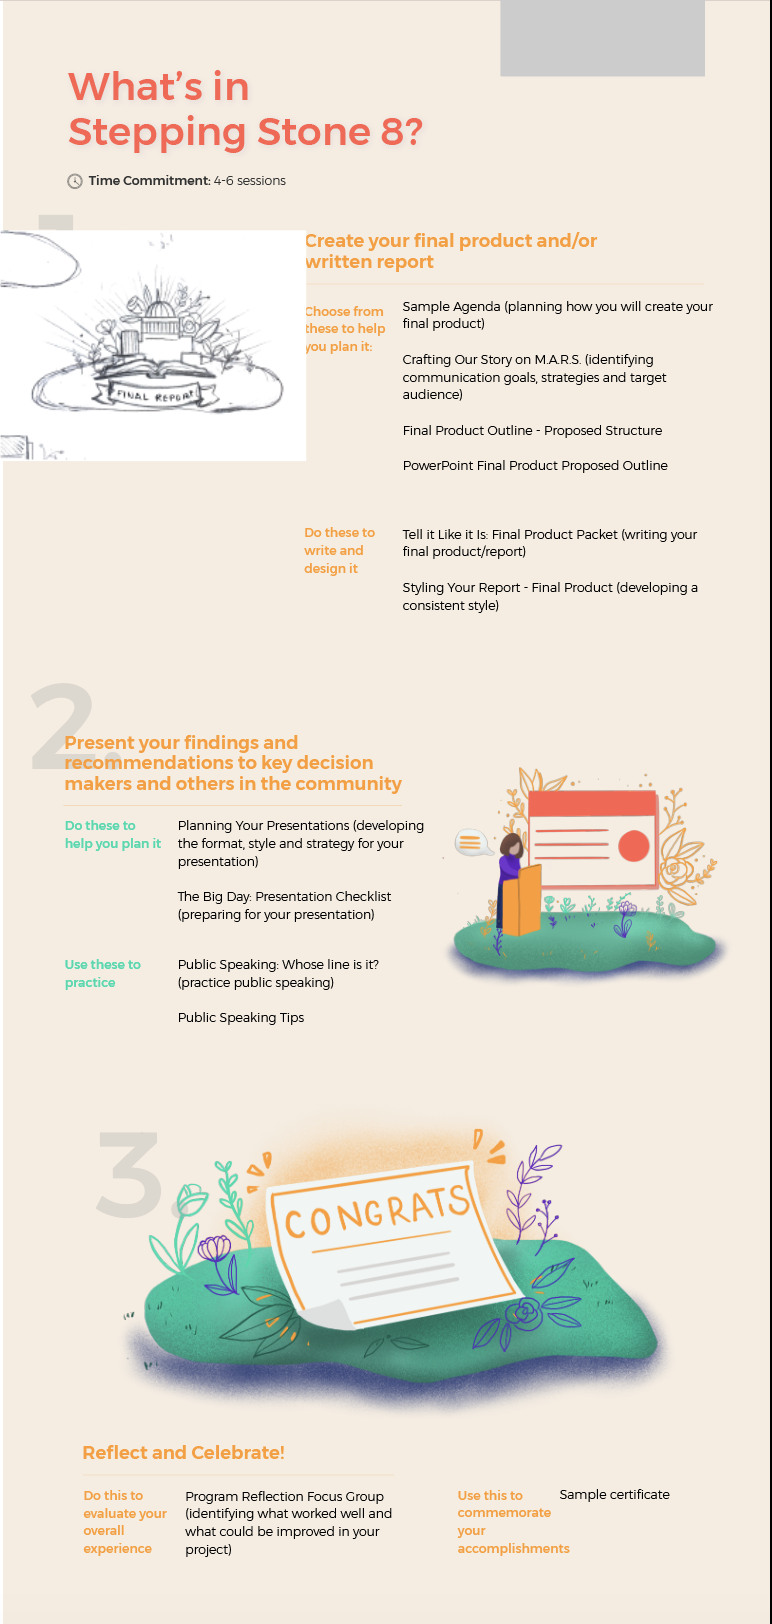 What's in
Stepping Stone 8?
Time Commitment: 4-6 sessions
Create your final product and/or
written report
Choose from
these to help
you plan it:
Sample Agenda (planning how you will create your
final product)
Crafting Our Story on M.A.R.S. (identifying
communication goals, strategies and target
audience)
Final Product Outline - Proposed Structure
PowerPoint Final Product Proposed Outline
FINAL REPORT
Do these to
write and
design it
Tell it Like it Is: Final Product Packet (writing your
final product/report)
Styling Your Report - Final Product (developing a
consistent style)
2.
Present your findings and
recommendations to key decision
makers and others in the community
Do these to
help you plan it
Planning Your Presentations (developing
the format, style and strategy for your
presentation)
The Big Day: Presentation Checklist
(preparing for your presentation)
Use these to
practice
Public Speaking: Whose line is it?
(practice public speaking)
Public Speaking Tips
3.
CONGRATS
Reflect and Celebrate!
Do this to
evaluate your
overall
experience
Program Reflection Focus Group
(identifying what worked well and
what could be improved in your
project)
Use this to
commemorate
your
accomplishments
Sample certificate